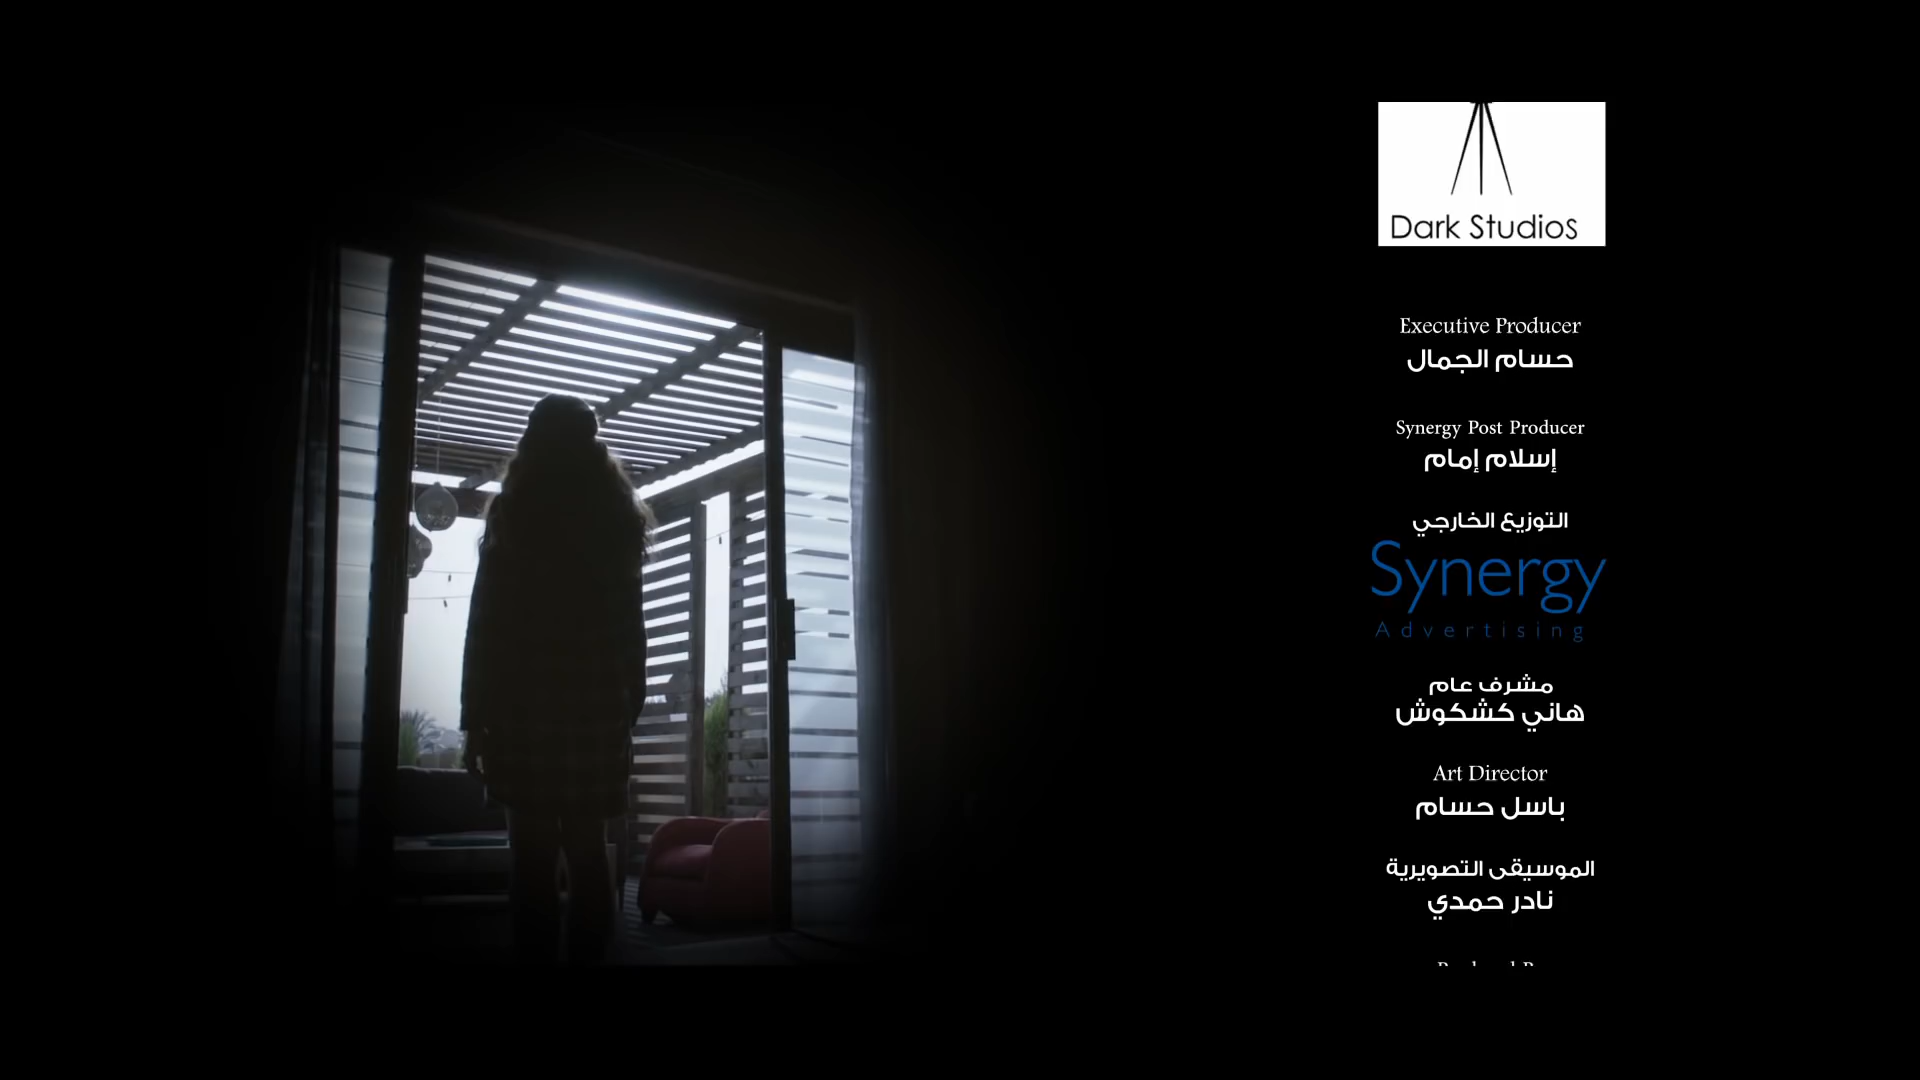 Dark Studios
Executive Producer
حسام الجمال
Synergy Post Producer
إسلام إمام
التوزيع الخارجي
Synergy
Advertising
مشرف عام
هاني كشكوش
Art Director
باسل حسام
الموسيقى التصويرية
نادر حمدي